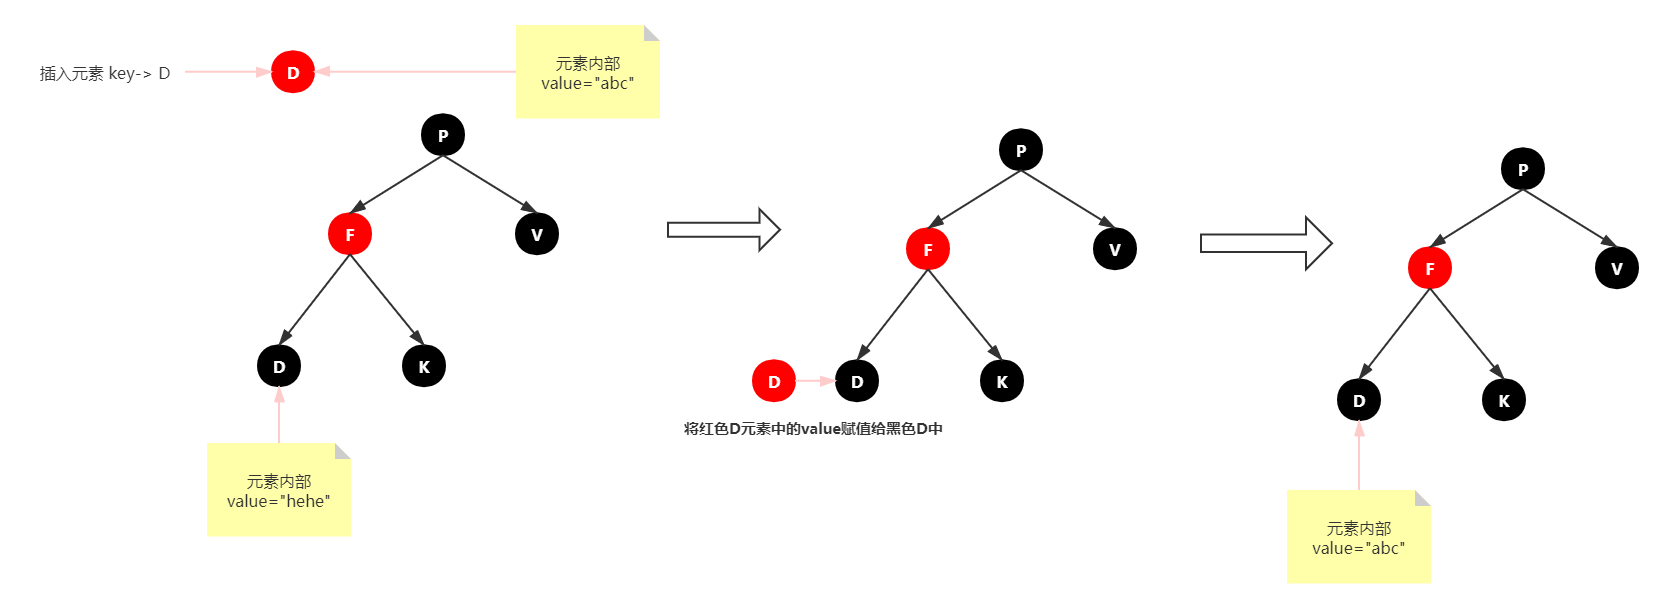 插入元素 key-> D
D
元素内部
value="abc"
P
F
V
D
K
元素内部
value="hehe"
P
F
V
D
D
K
将红色D元素中的value赋值给黑色D中
P
F
V
D
K
元素内部
value="abc"